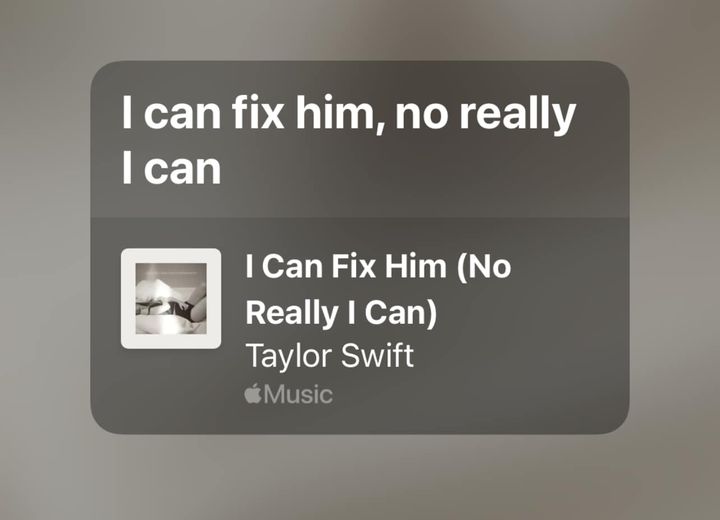 I can fix him, no really
I can
I Can Fix Him (No
Really I Can)
Taylor Swift
Music